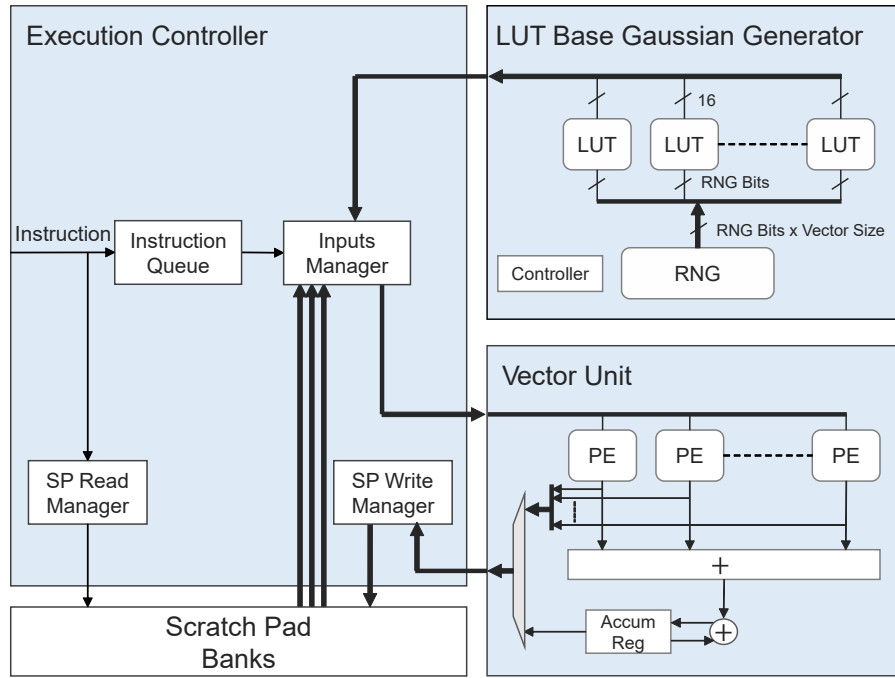 Execution Controller
LUT Base Gaussian Generator
16
LUT
LUT
LUT
RNG Bits
RNG Bits x Vector Size
Controller
RNG
Instruction
Instruction
Queue
Inputs
Manager
SP Read
Manager
SP Write
Manager
Scratch Pad
Banks
Vector Unit
PE
PE
PE
+
+
Accum
Reg